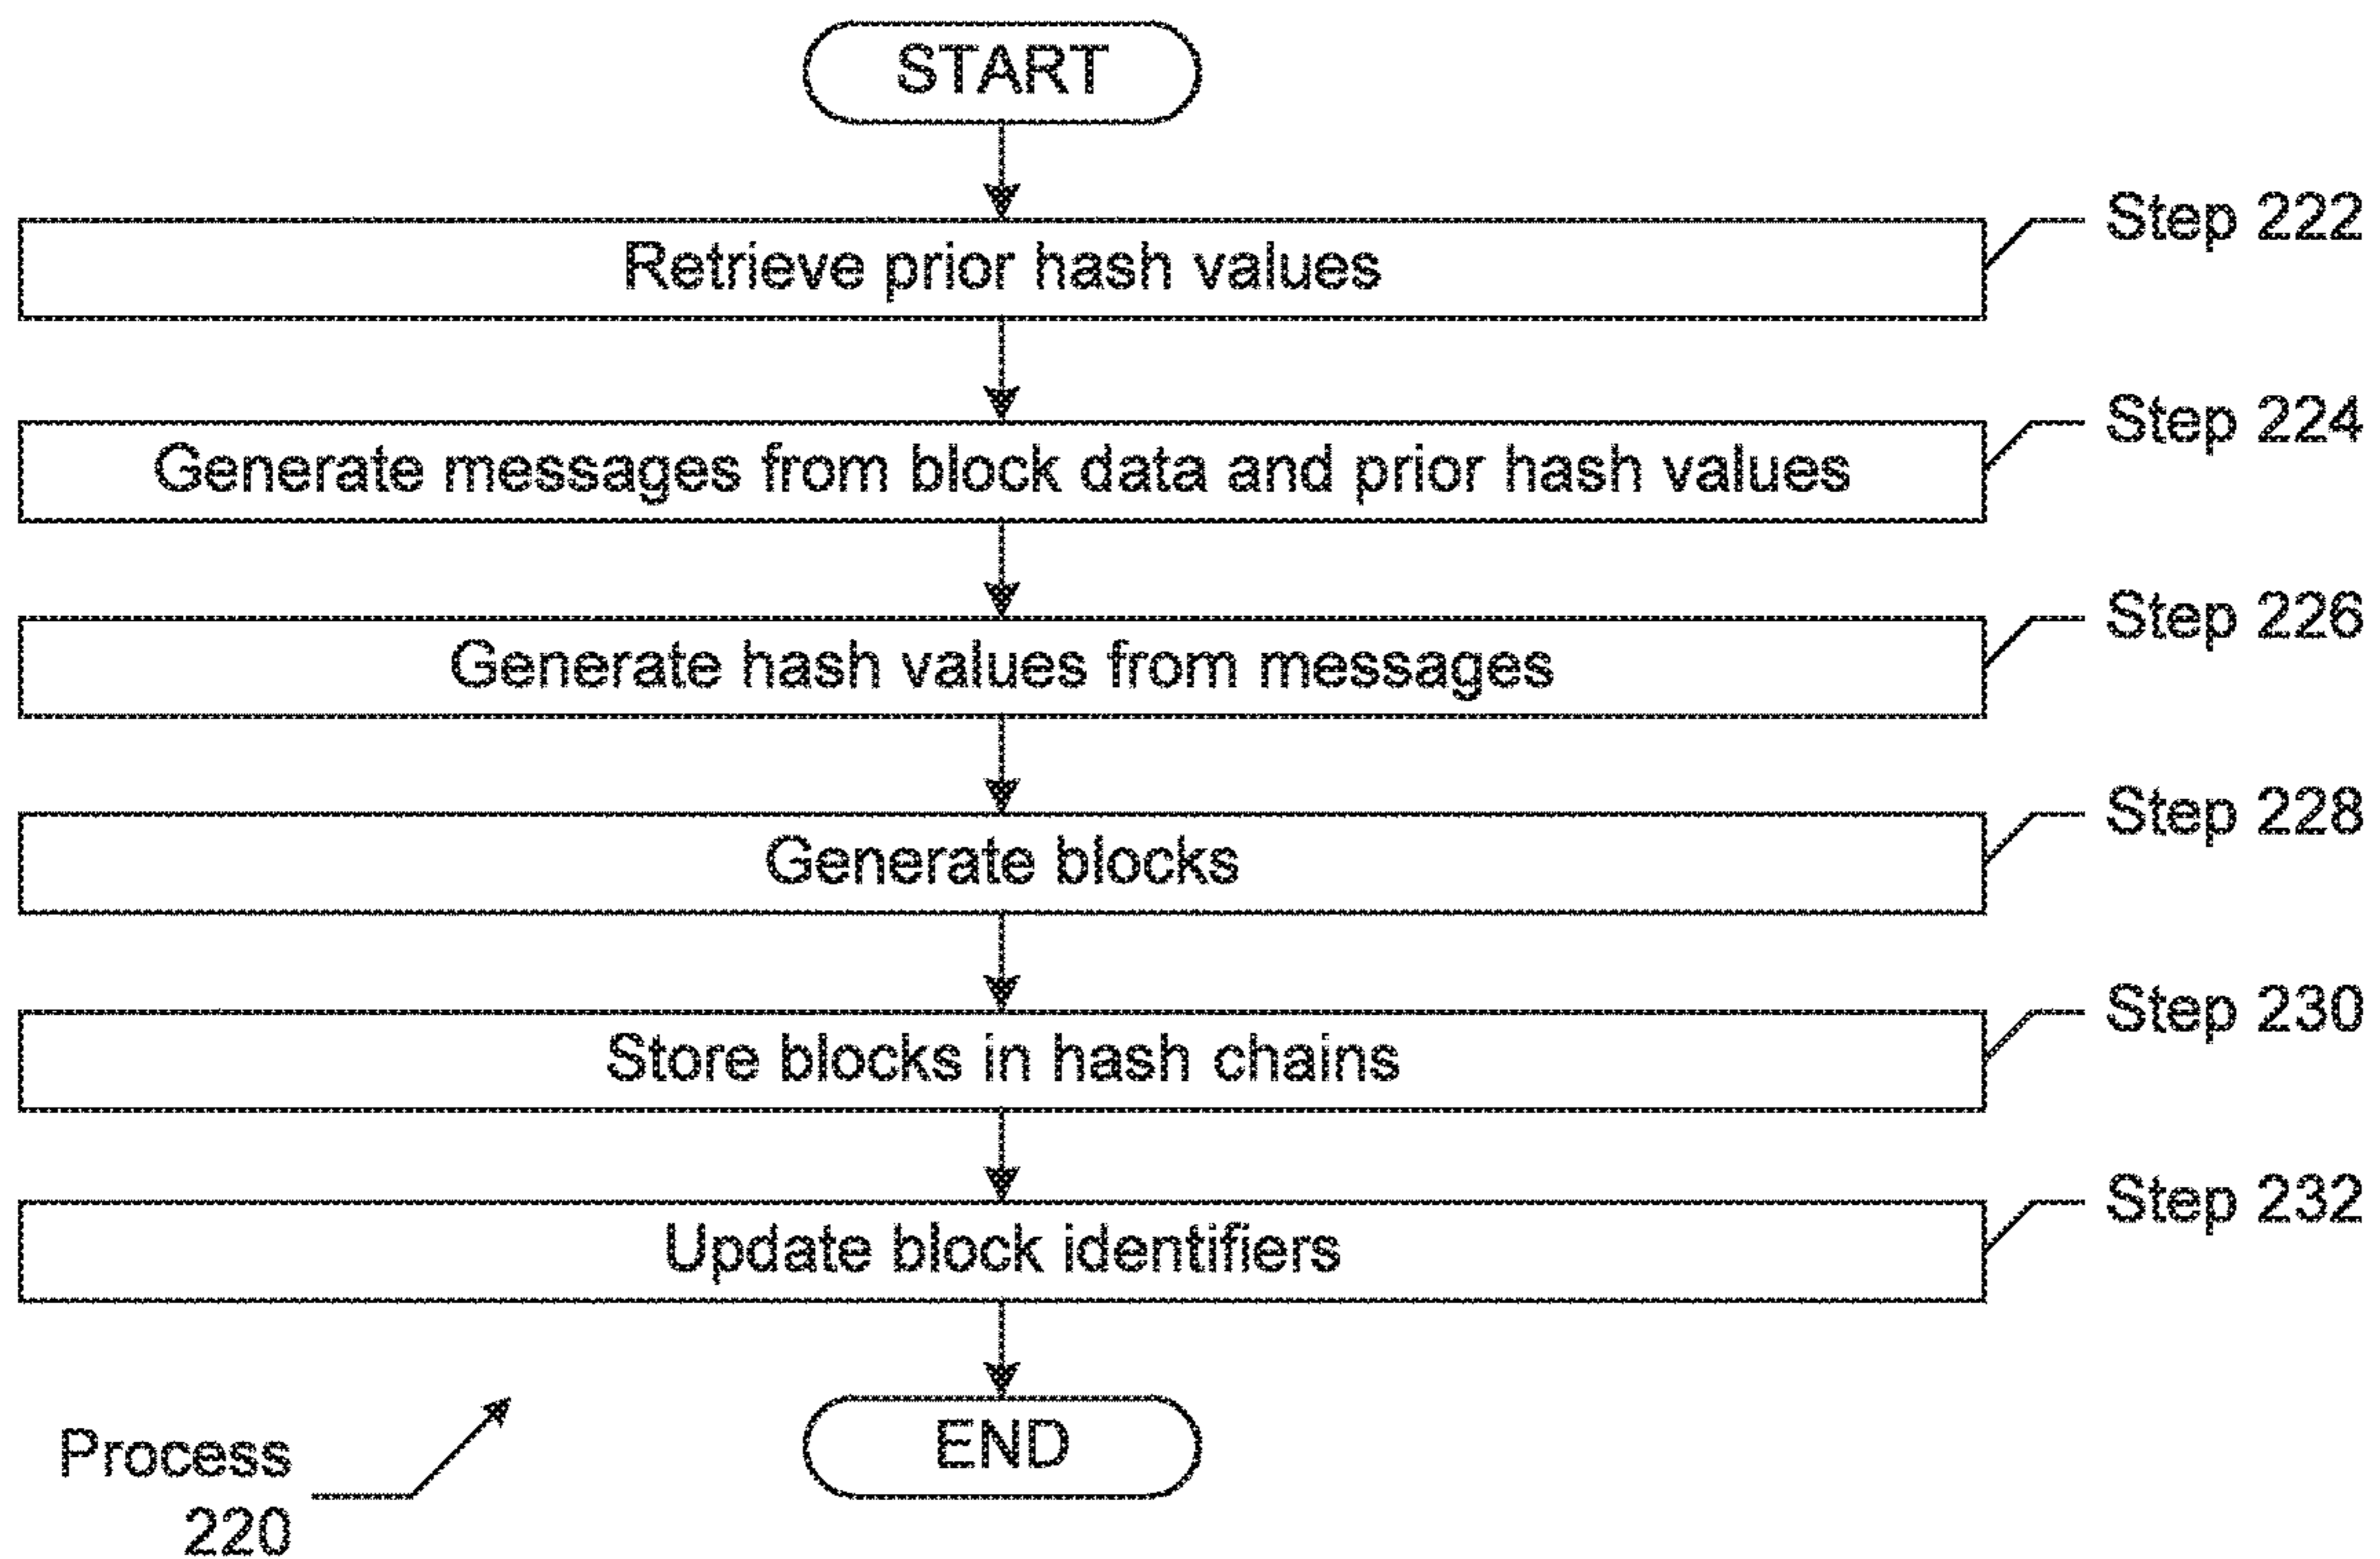 START
Step 222
Retrieve prior hash values
Step 224
Generate messages from block data and prior hash values
Step 226
Generate hash values from messages
Step 228
Generate blocks
Step 230
Store blocks in hash chains
Step 232
Update block identifiers
END
Process
220